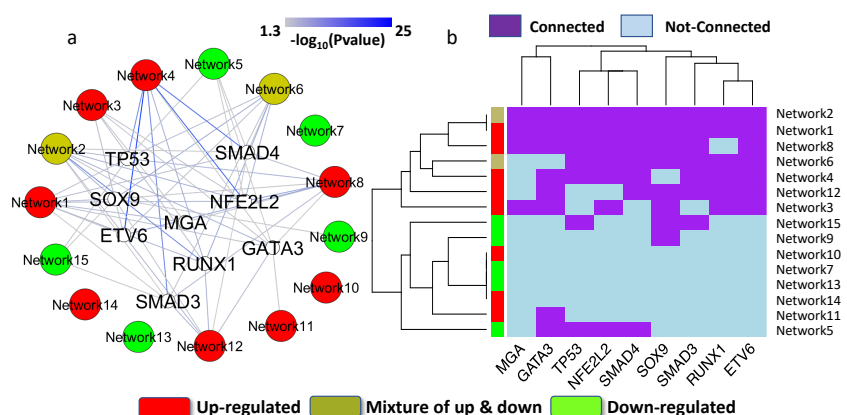 a
1.3
25
-log10(Pvalue)
b
Connected
Not-Connected
Network4
Network5
Network3
Network6
Network7
Network2
TP53
SMAD4
Network8
Network1
SOX9
NFE2L2
MGA
ETV6
GATA3
Network9
Network15
RUNX1
Network10
Network14
SMAD3
Network11
Network13
Network12
Network2
Network1
Network8
Network6
Network4
Network12
Network3
Network15
Network9
Network10
Network7
Network13
Network14
Network11
Network5
MGA
GATA3
TP53
NFE2L2
SMAD4
SOX9
SMAD3
RUNX1
ETV6
Up-regulated
Mixture of up & down
Down-regulated